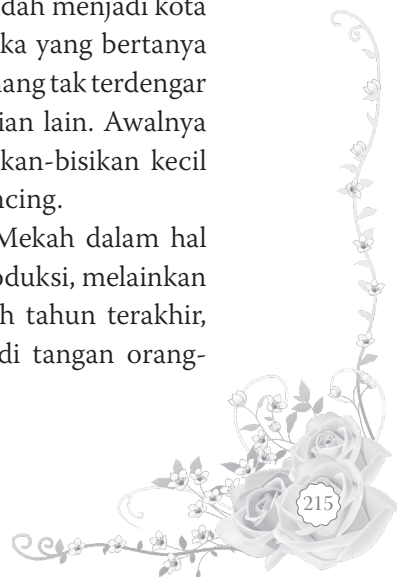 dah menjadi kota
ka yang bertanya
ang tak terdengar
ian lain. Awalnya
kan-bisikan kecil
ncing.
Mekah dalam hal
oduksi, melainkan
h tahun terakhir,
di tangan orang-
215